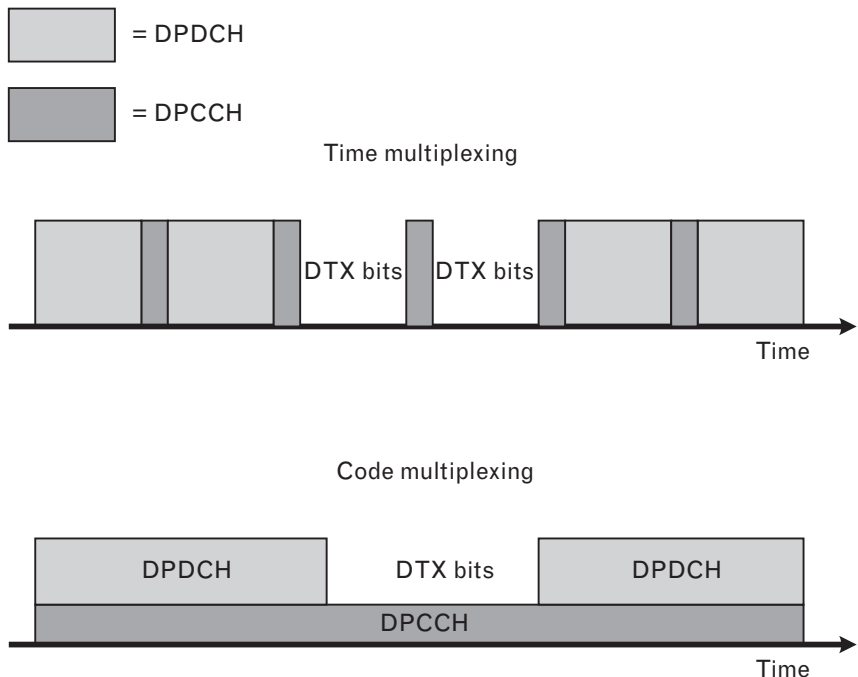 = DPDCH
= DPCCH
Time multiplexing
DTX bits DTX bits
Time
Code multiplexing
DPDCH DTX bits DPDCH
DPCCH
Time